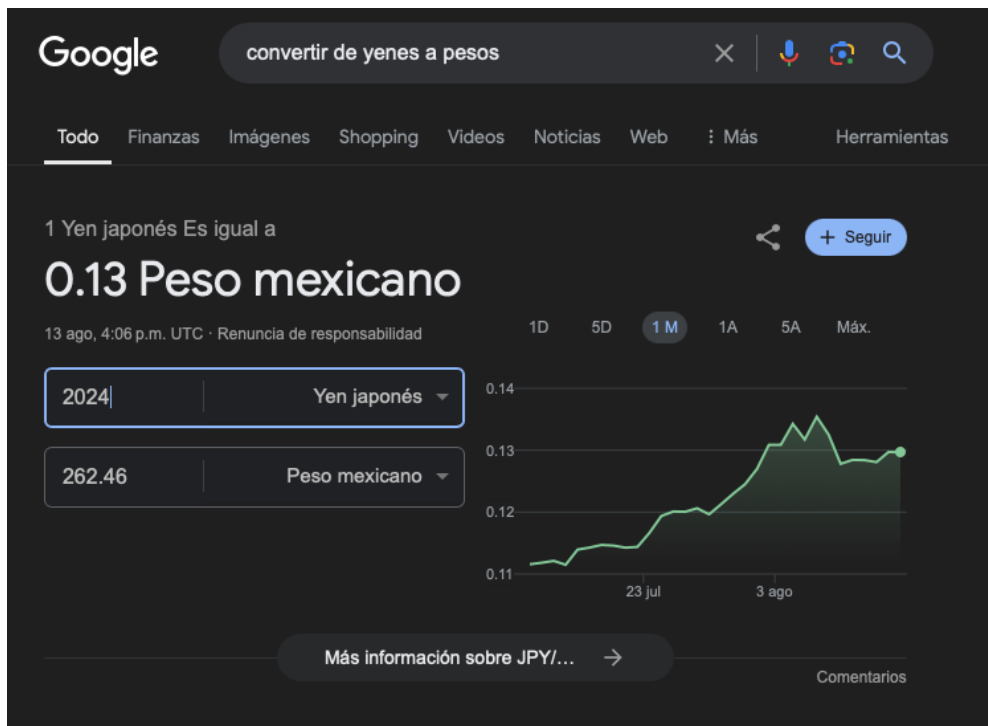 Google
convertir de yenes a pesos
Todo Finanzas Imágenes Shopping Videos Noticias Web Más Herramientas
1 Yen japonés Es igual a
0.13 Peso mexicano
+ Seguir
13 ago, 4:06 p.m. UTC · Renuncia de responsabilidad
1D 5D 1 M 1A 5A Máx.
2024 Yen japonés
262.46 Peso mexicano
0.14
0.13
0.12
0.11
23 jul 3 ago
Más información sobre JPY/...
Comentarios